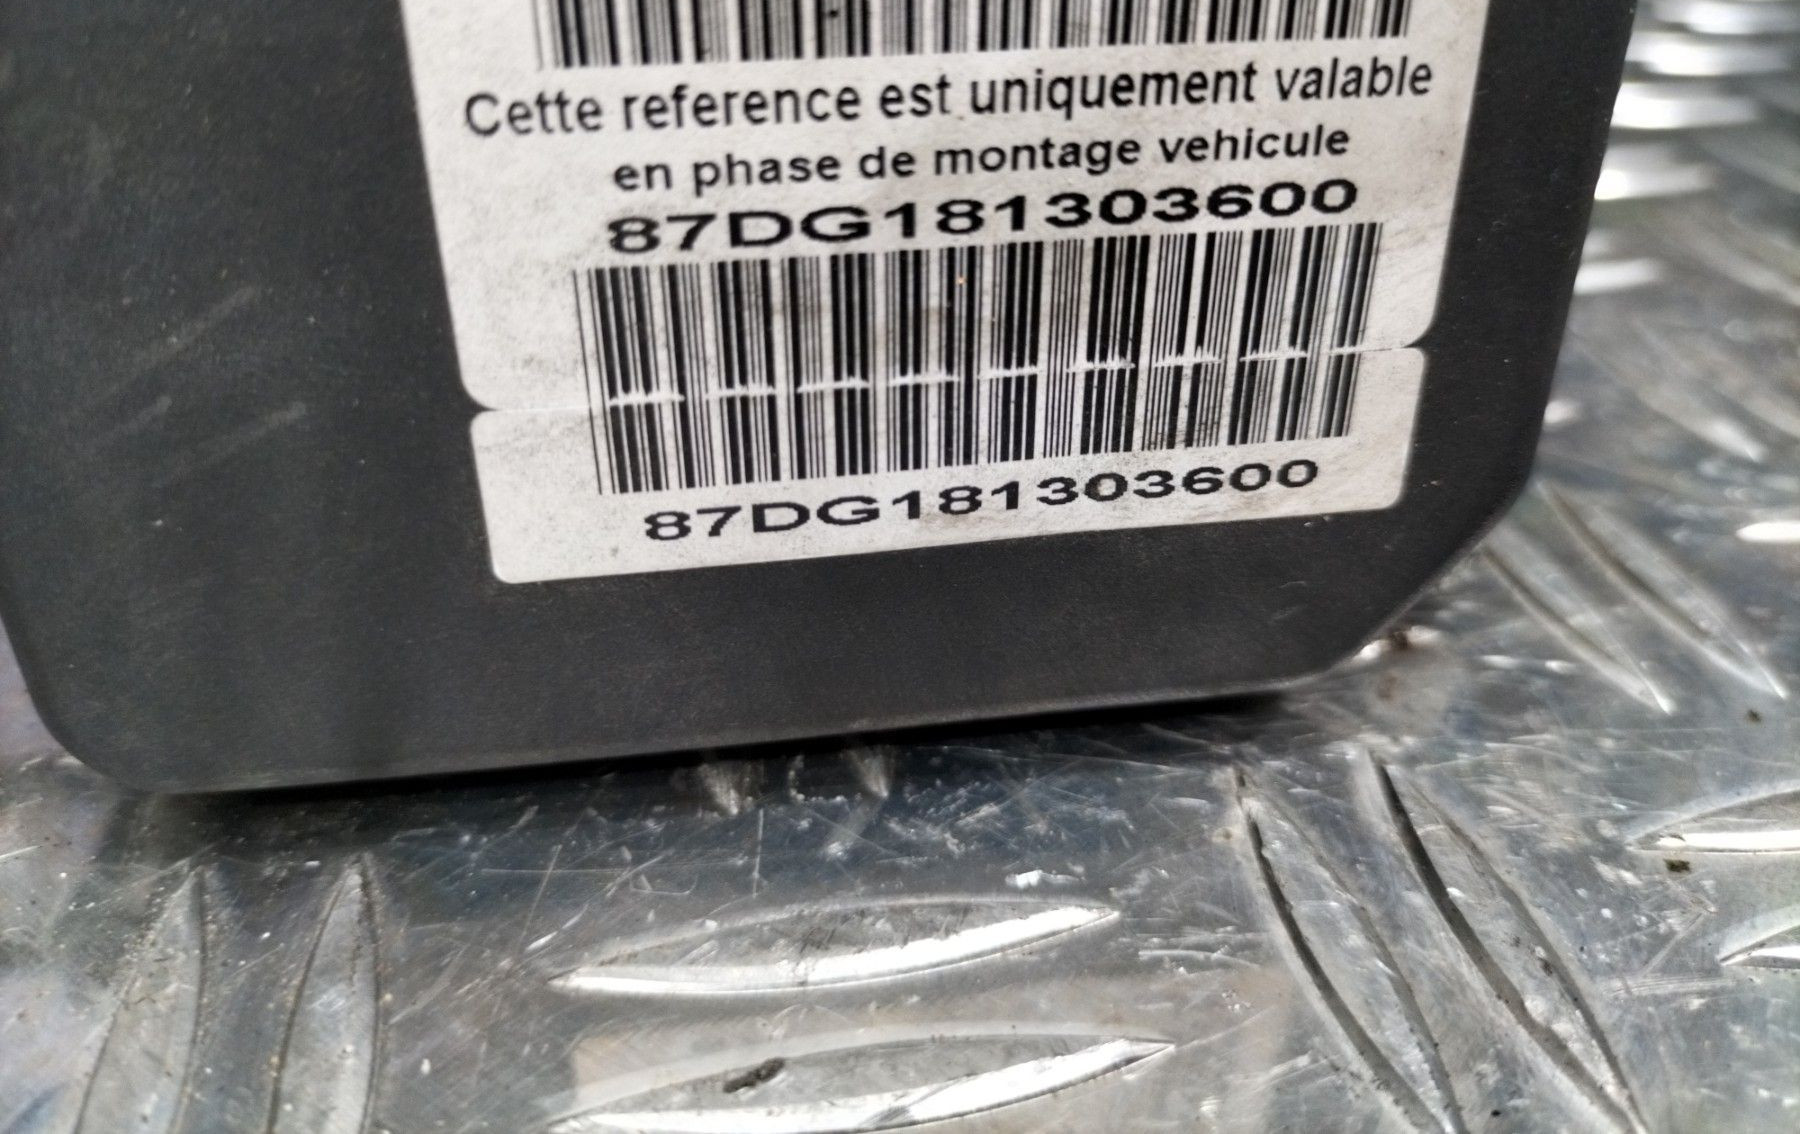 Cette reference est uniquement valable
en phase de montage vehicule
87DG181303600
87DG181303600